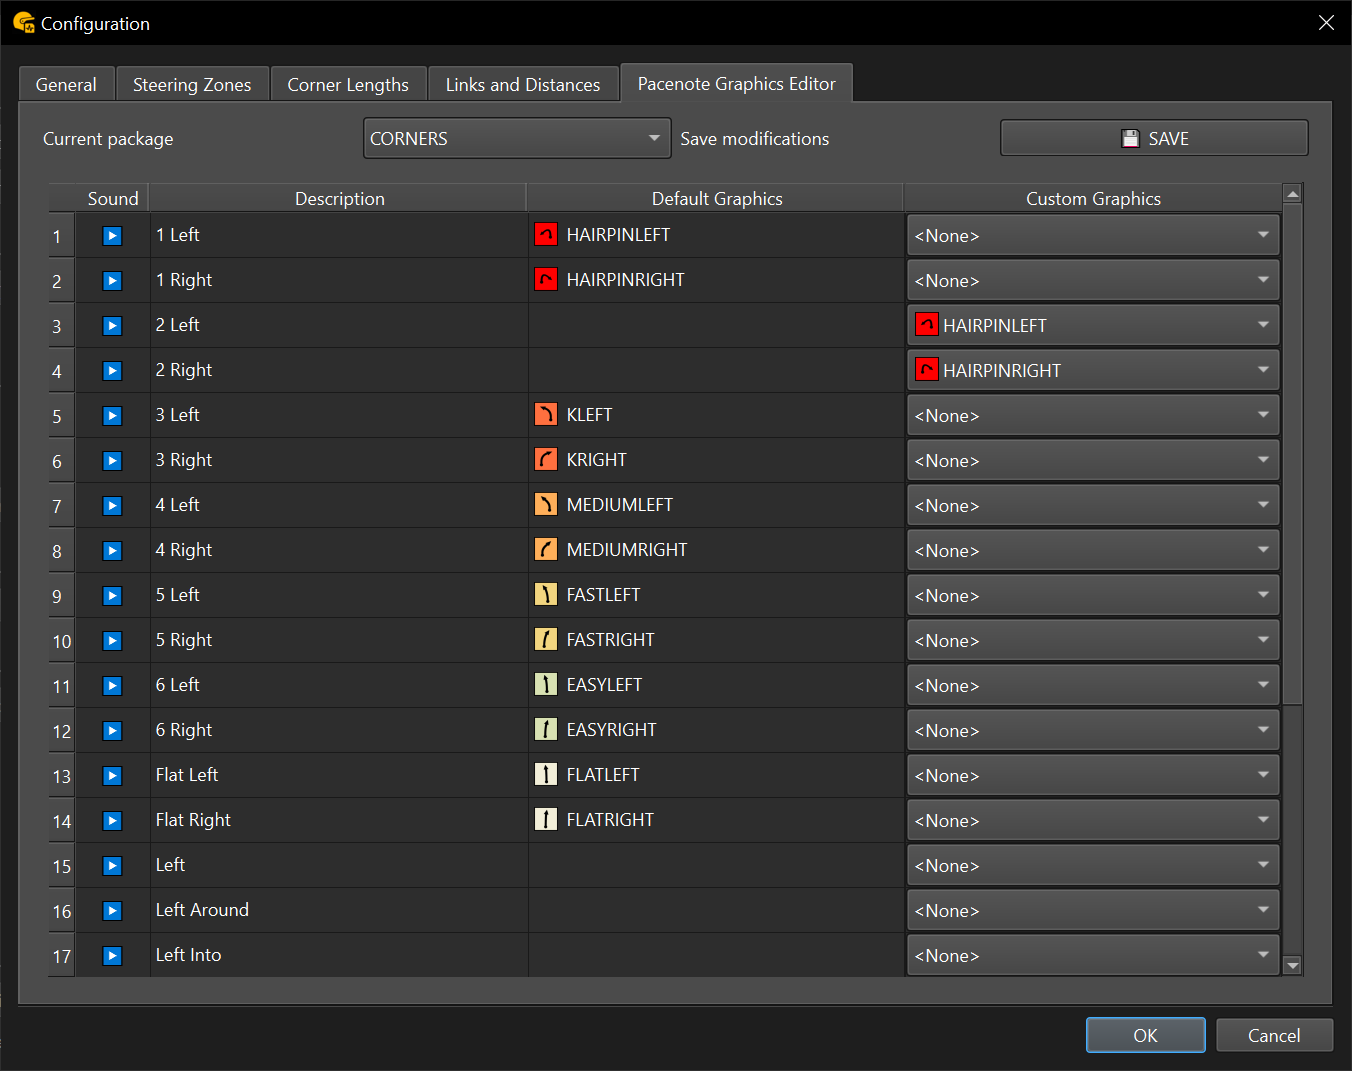 Configuration
General Steering Zones Corner Lengths Links and Distances Pacenote Graphics Editor
Current package CORNERS Save modifications SAVE
Sound Description Default Graphics Custom Graphics
1 1 Left HAIRPINLEFT <None>
2 1 Right HAIRPINRIGHT <None>
3 2 Left HAIRPINLEFT
4 2 Right HAIRPINRIGHT
5 3 Left KLEFT <None>
6 3 Right KRIGHT <None>
7 4 Left MEDIUMLEFT <None>
8 4 Right MEDIUMRIGHT <None>
9 5 Left FASTLEFT <None>
10 5 Right FASTRIGHT <None>
11 6 Left EASYLEFT <None>
12 6 Right EASYRIGHT <None>
13 Flat Left FLATLEFT <None>
14 Flat Right FLATRIGHT <None>
15 Left <None>
16 Left Around <None>
17 Left Into <None>
OK Cancel